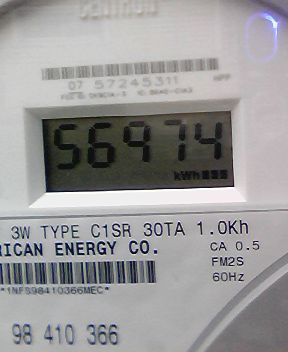 CENTRON
07 57245311
56974
kWh
3W TYPE C1SR 30TA 1.0Kh
RICAN ENERGY CO.
CA 0.5
FM2S
60Hz
*1NFS98410366MEC*
98 410 366